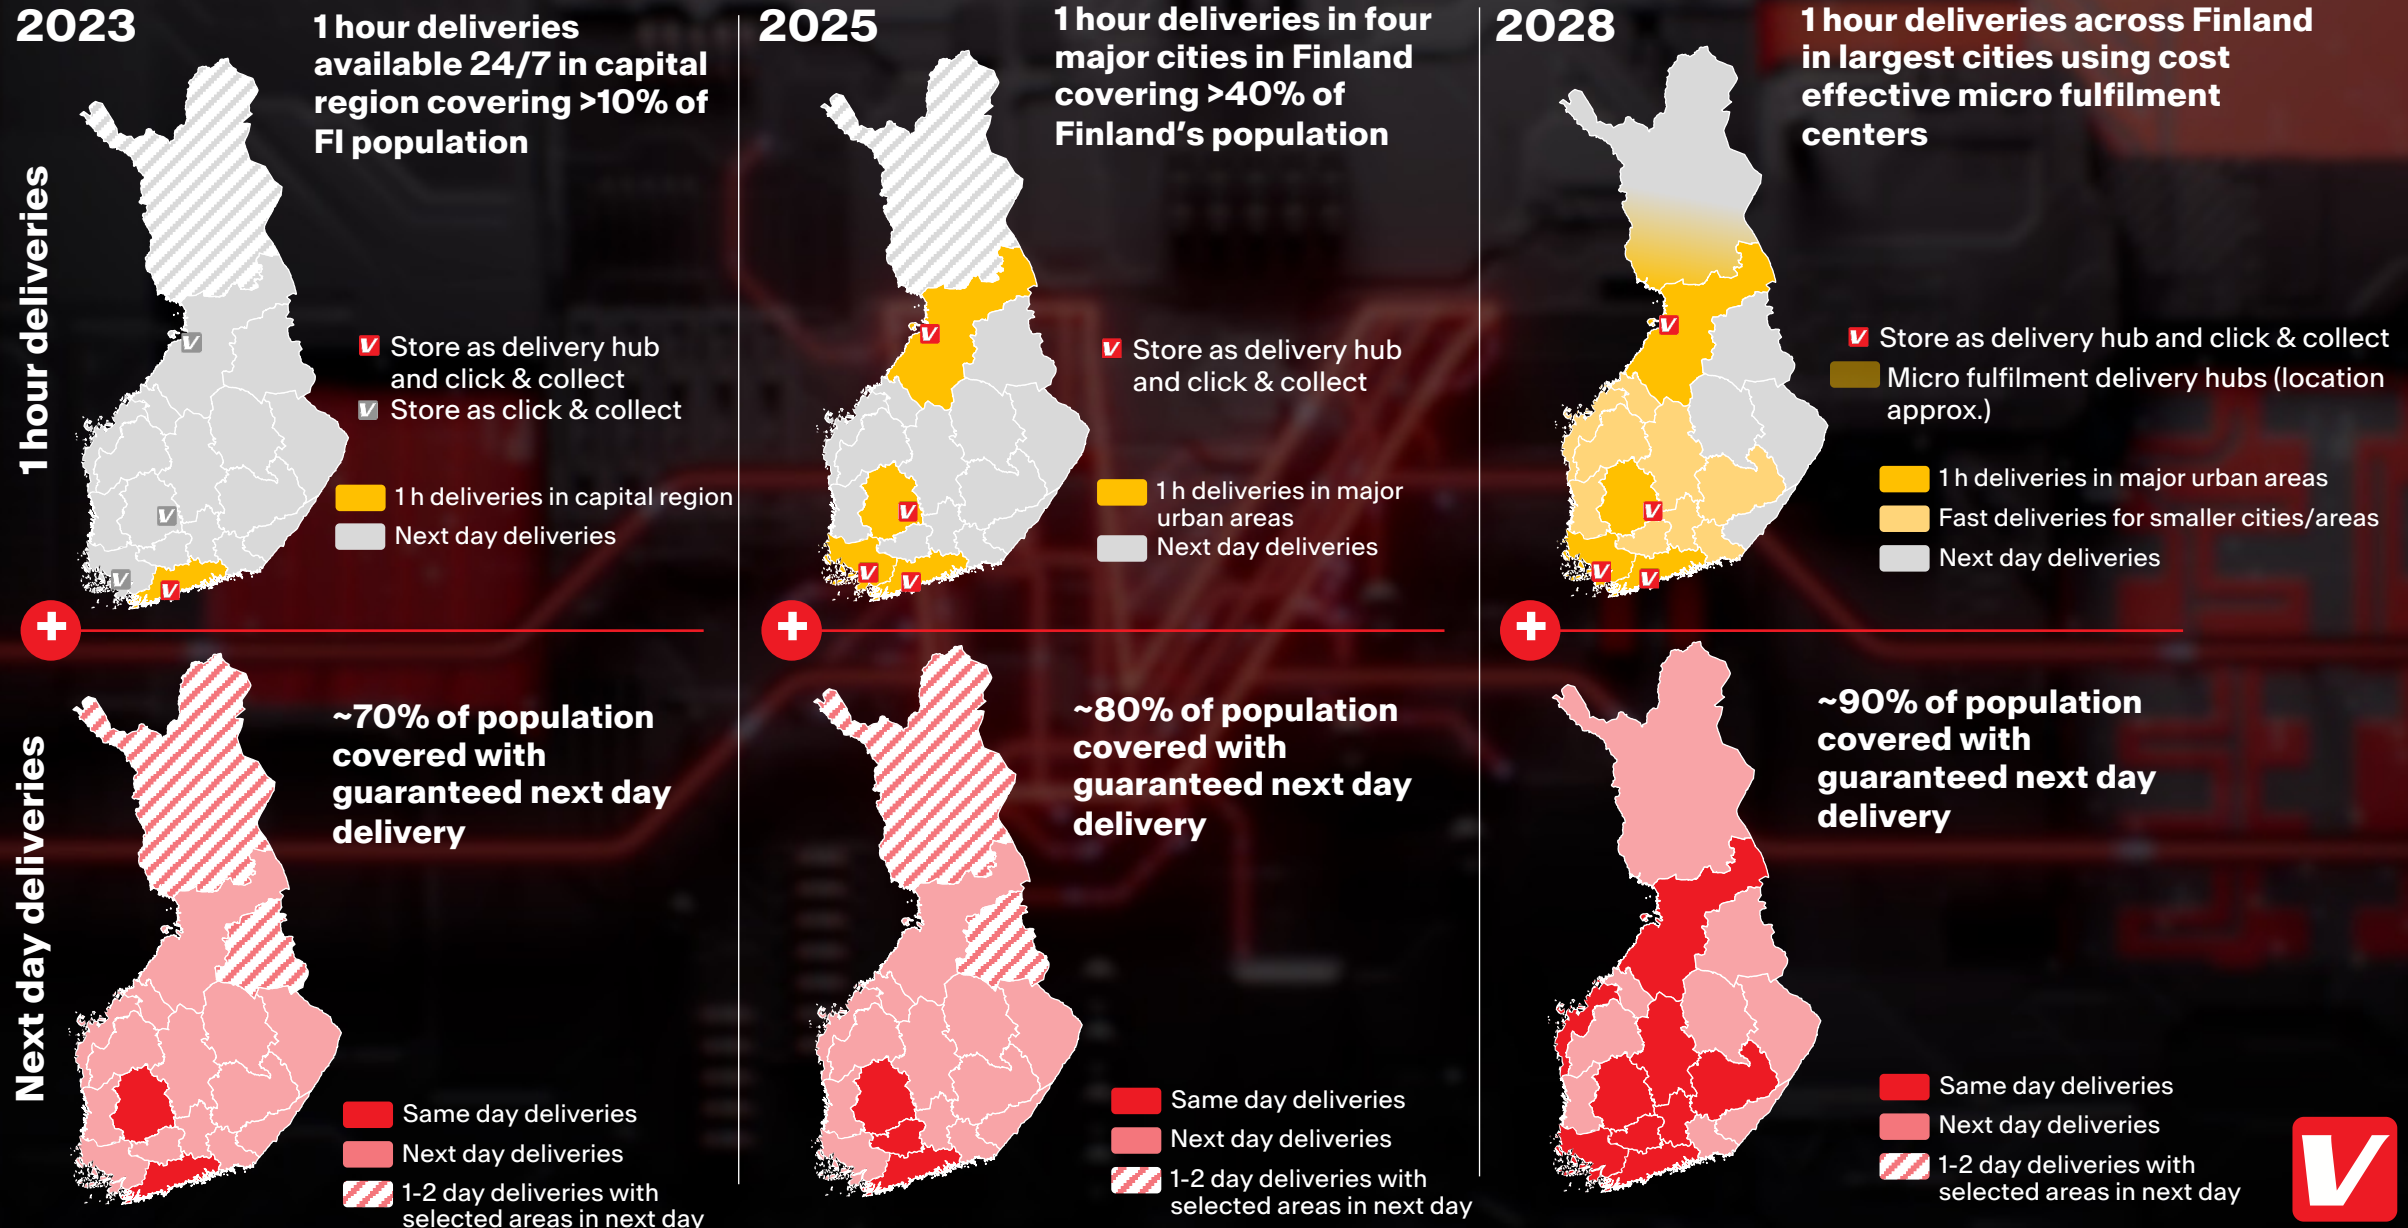 2023
1 hour deliveries
available 24/7 in capital
region covering >10% of
FI population
1 hour deliveries
V Store as delivery hub
and click & collect
V Store as click & collect
1 h deliveries in capital region
Next day deliveries
V
V
V
V
2025
1 hour deliveries in four
major cities in Finland
covering >40% of
Finland's population
V Store as delivery hub
and click & collect
1 h deliveries in major
urban areas
Next day deliveries
V
V
V
V
2028
1 hour deliveries across Finland
in largest cities using cost
effective micro fulfilment
centers
V Store as delivery hub and click & collect
Micro fulfilment delivery hubs (location
approx.)
1 h deliveries in major urban areas
Fast deliveries for smaller cities/areas
Next day deliveries
V
V
V
V
+
+
+
Next day deliveries
~70% of population
covered with
guaranteed next day
delivery
Same day deliveries
Next day deliveries
1-2 day deliveries with
selected areas in next day
~80% of population
covered with
guaranteed next day
delivery
Same day deliveries
Next day deliveries
1-2 day deliveries with
selected areas in next day
~90% of population
covered with
guaranteed next day
delivery
Same day deliveries
Next day deliveries
1-2 day deliveries with
selected areas in next day
V